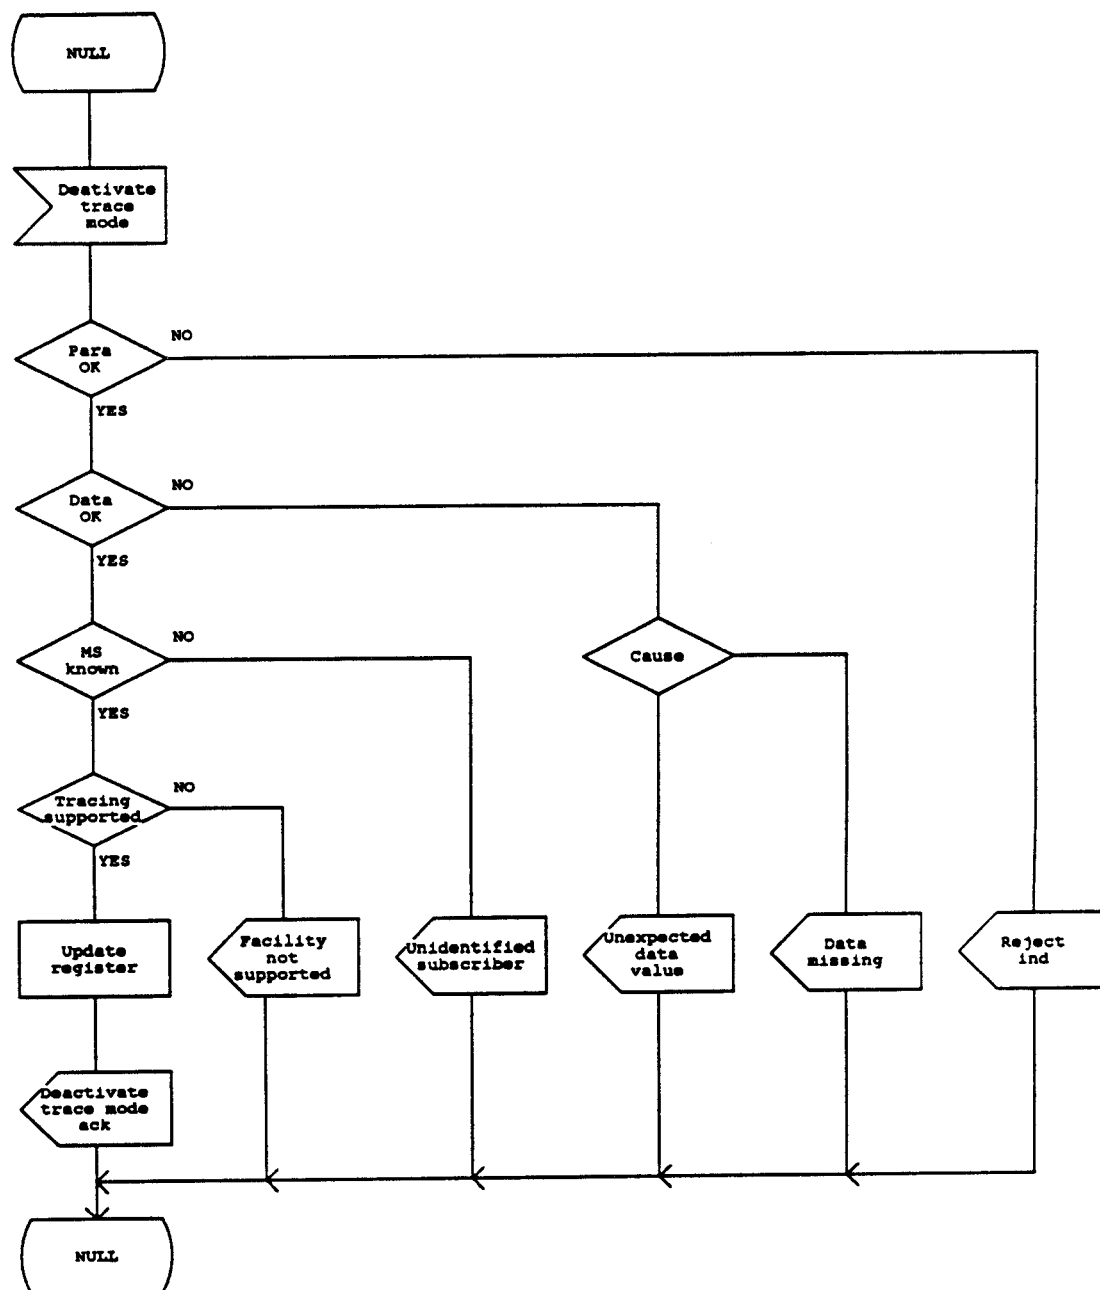 NULL
Deativate
trace
mode
NO
Para
OK
YES
NO
Data
OK
YES
NO
MS
known
Cause
YES
NO
Tracing
supported
YES
Update
register
Facility
not
supported
Unidentified
subscriber
Unexpected
data
value
Data
missing
Reject
ind
Deactivate
trace mode
ack
NULL